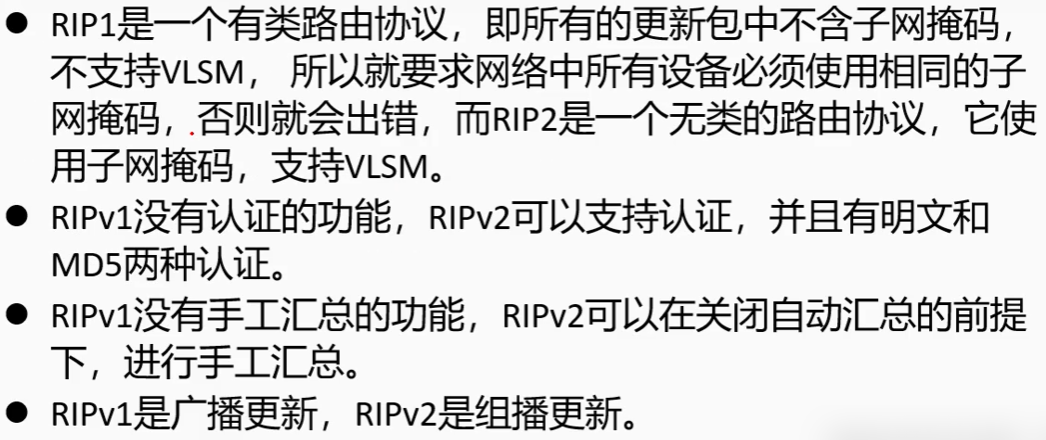 ● RIP1是一个有类路由协议，即所有的更新包中不含子网掩码，
不支持VLSM， 所以就要求网络中所有设备必须使用相同的子
网掩码，否则就会出错，而RIP2是一个无类的路由协议，它使
用子网掩码，支持VLSM。
● RIPv1没有认证的功能，RIPv2可以支持认证，并且有明文和
MD5两种认证。
● RIPv1没有手工汇总的功能，RIPv2可以在关闭自动汇总的前提
下，进行手工汇总。
● RIPv1是广播更新，RIPv2是组播更新。